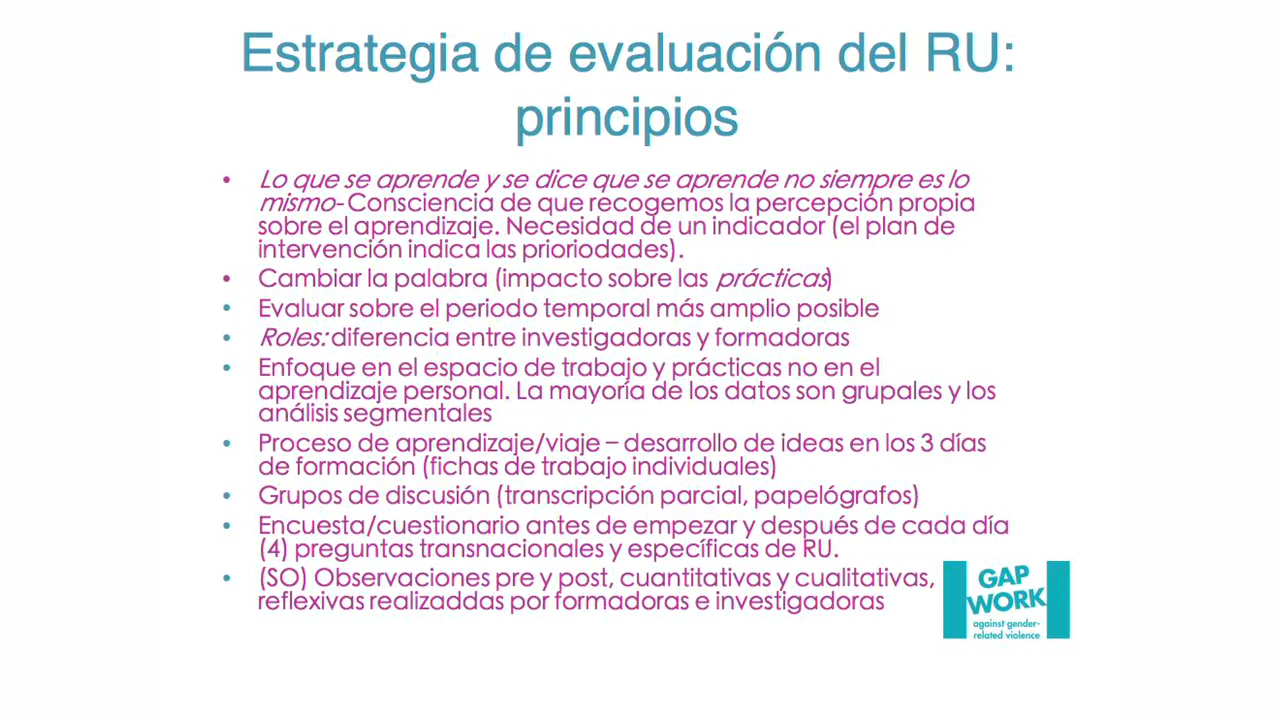 Estrategia de evaluación del RU:
principios
• Lo que se aprende y se dice que se aprende no siempre es lo
mismo- Consciencia de que recogemos la percepción propia
sobre el aprendizaje. Necesidad de un indicador (el plan de
intervención indica las prioriodades).
• Cambiar la palabra (impacto sobre las prácticas)
• Evaluar sobre el periodo temporal más amplio posible
• Roles: diferencia entre investigadoras y formadoras
• Enfoque en el espacio de trabajo y prácticas no en el
aprendizaje personal. La mayoría de los datos son grupales y los
análisis segmentales
• Proceso de aprendizaje/viaje – desarrollo de ideas en los 3 días
de formación (fichas de trabajo individuales)
• Grupos de discusión (transcripción parcial, papelógrafos)
• Encuesta/cuestionario antes de empezar y después de cada día
(4) preguntas transnacionales y específicas de RU.
• (SO) Observaciones pre y post, cuantitativas y cualitativas,
reflexivas realizaddas por formadoras e investigadoras
GAP
WORK
against gender-
related violence